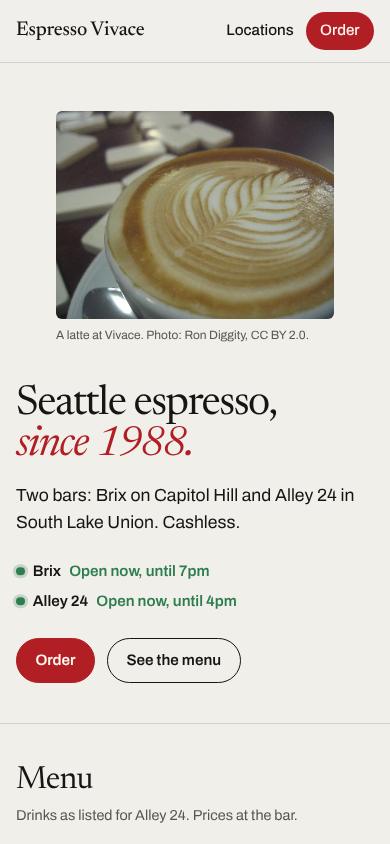 Espresso Vivace
Locations
Order
A latte at Vivace. Photo: Ron Diggity, CC BY 2.0.
Seattle espresso,
since 1988.
Two bars: Brix on Capitol Hill and Alley 24 in
South Lake Union. Cashless.
Brix Open now, until 7pm
Alley 24 Open now, until 4pm
Order
See the menu
Menu
Drinks as listed for Alley 24. Prices at the bar.